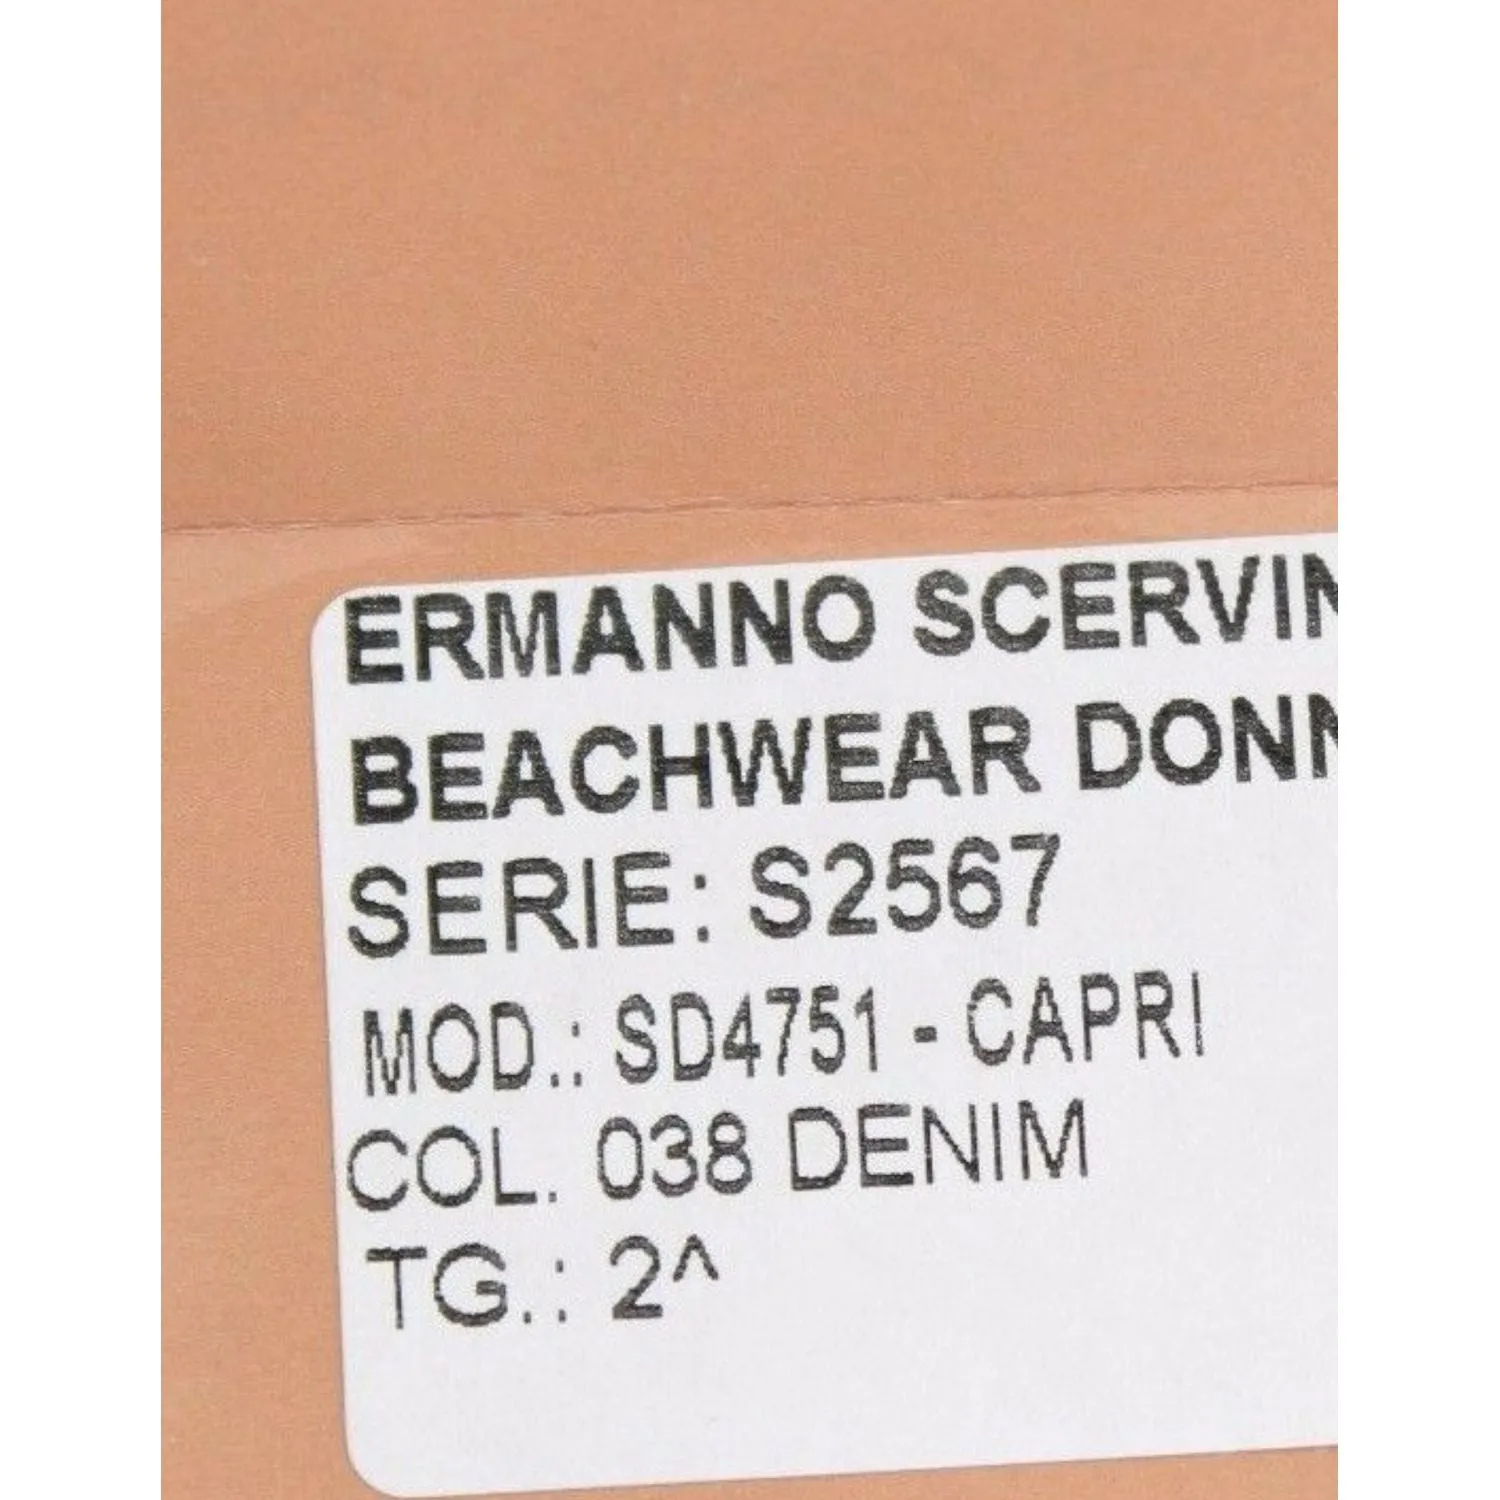 ERMANNO SCERVIN
BEACHWEAR DONN
SERIE: S2567
MOD.: SD4751 - CAPRI
COL. 038 DENIM
TG.: 2^